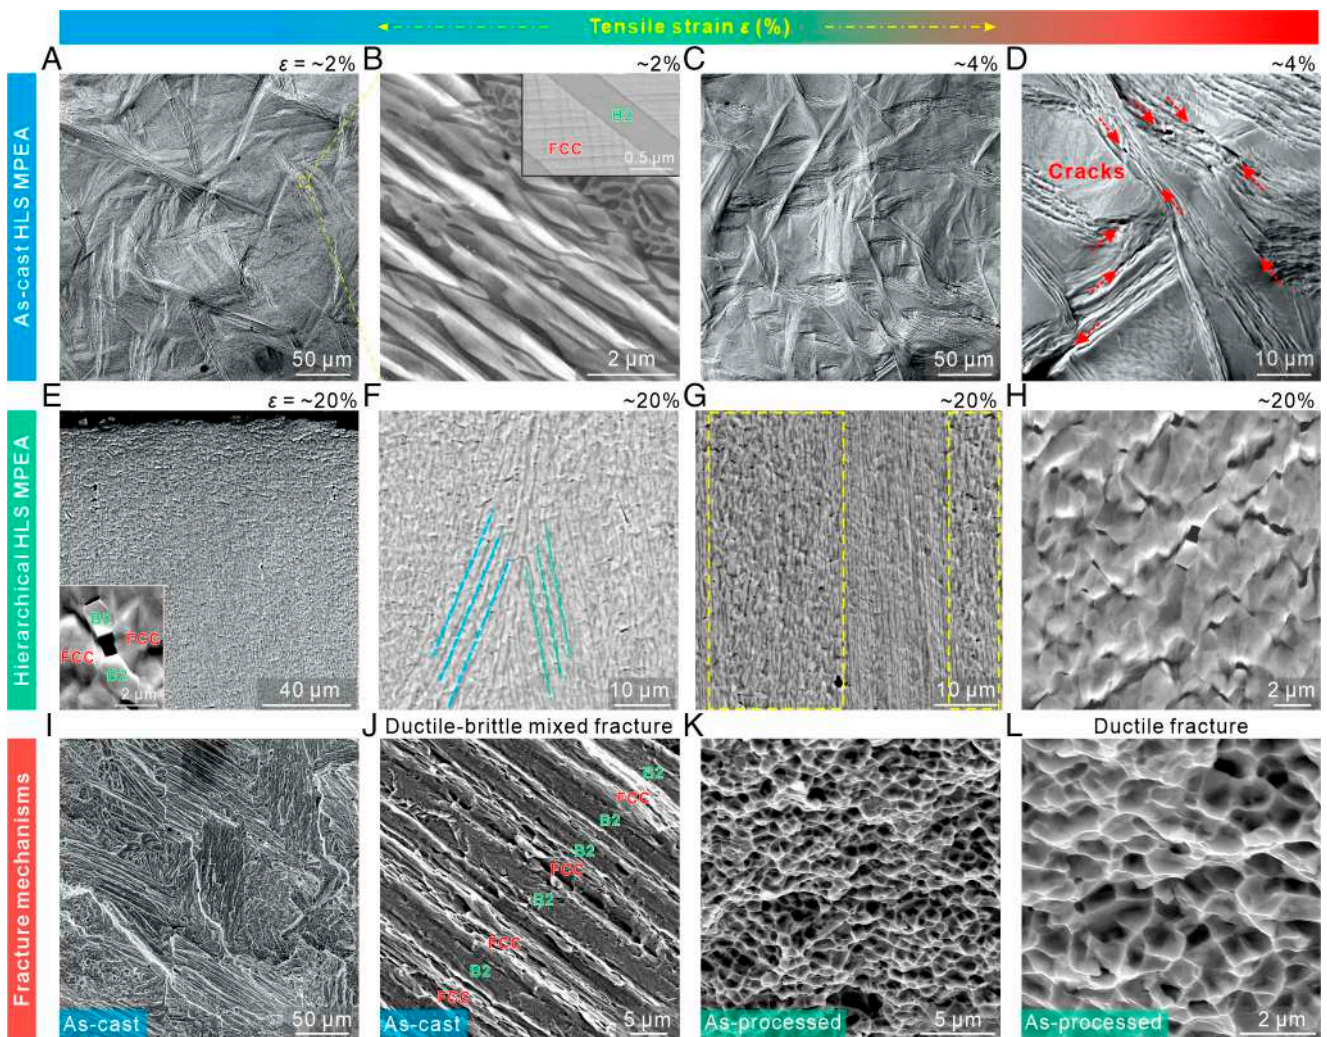 Tensile strain ε (%)
A
ε = ~2%
B
~2%
C
~4%
D
~4%
As-cast HLS MPEA
50 µm
B2
FCC
0.5 µm
2 µm
50 µm
Cracks
10 µm
E
ε = ~20%
F
~20%
G
~20%
H
~20%
Hierarchical HLS MPEA
B2
FCC
FCC
B2
2 µm
40 µm
10 µm
10 µm
2 µm
I
J
Ductile-brittle mixed fracture
K
L
Ductile fracture
Fracture mechanisms
As-cast
50 µm
B2
FCC
B2
B2
FCC
B2
FCC
B2
FCC
As-cast
5 µm
As-processed
5 µm
As-processed
2 µm